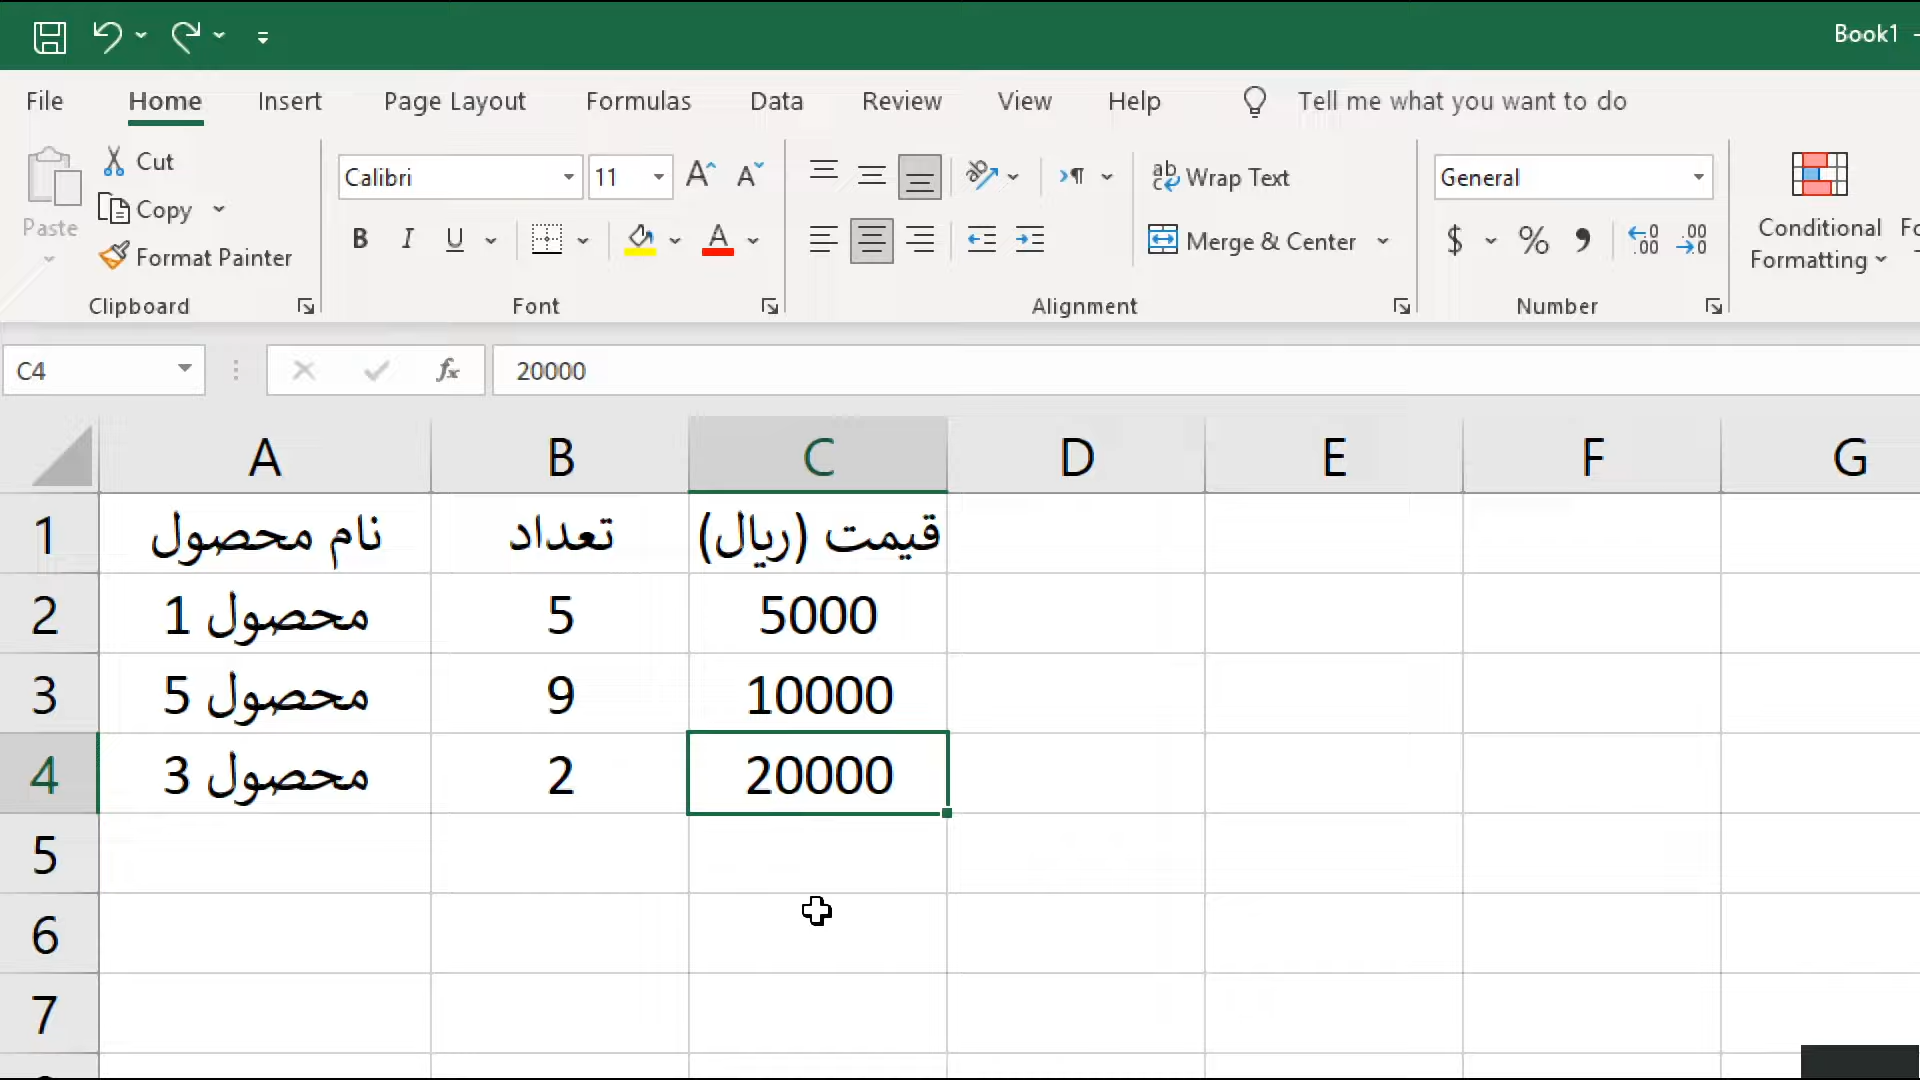 Book1 -
File Home Insert Page Layout Formulas Data Review View Help Tell me what you want to do
Paste
Cut
Copy
Format Painter
Clipboard
Calibri 11
B I U
Font
Wrap Text
Merge & Center
Alignment
General
$ % ,
Number
Conditional
Formatting
C4 fx 20000
A B C D E F G
1 نام محصول تعداد قیمت (ریال)
2 محصول 1 5 5000
3 محصول 5 9 10000
4 محصول 3 2 20000
5
6
7